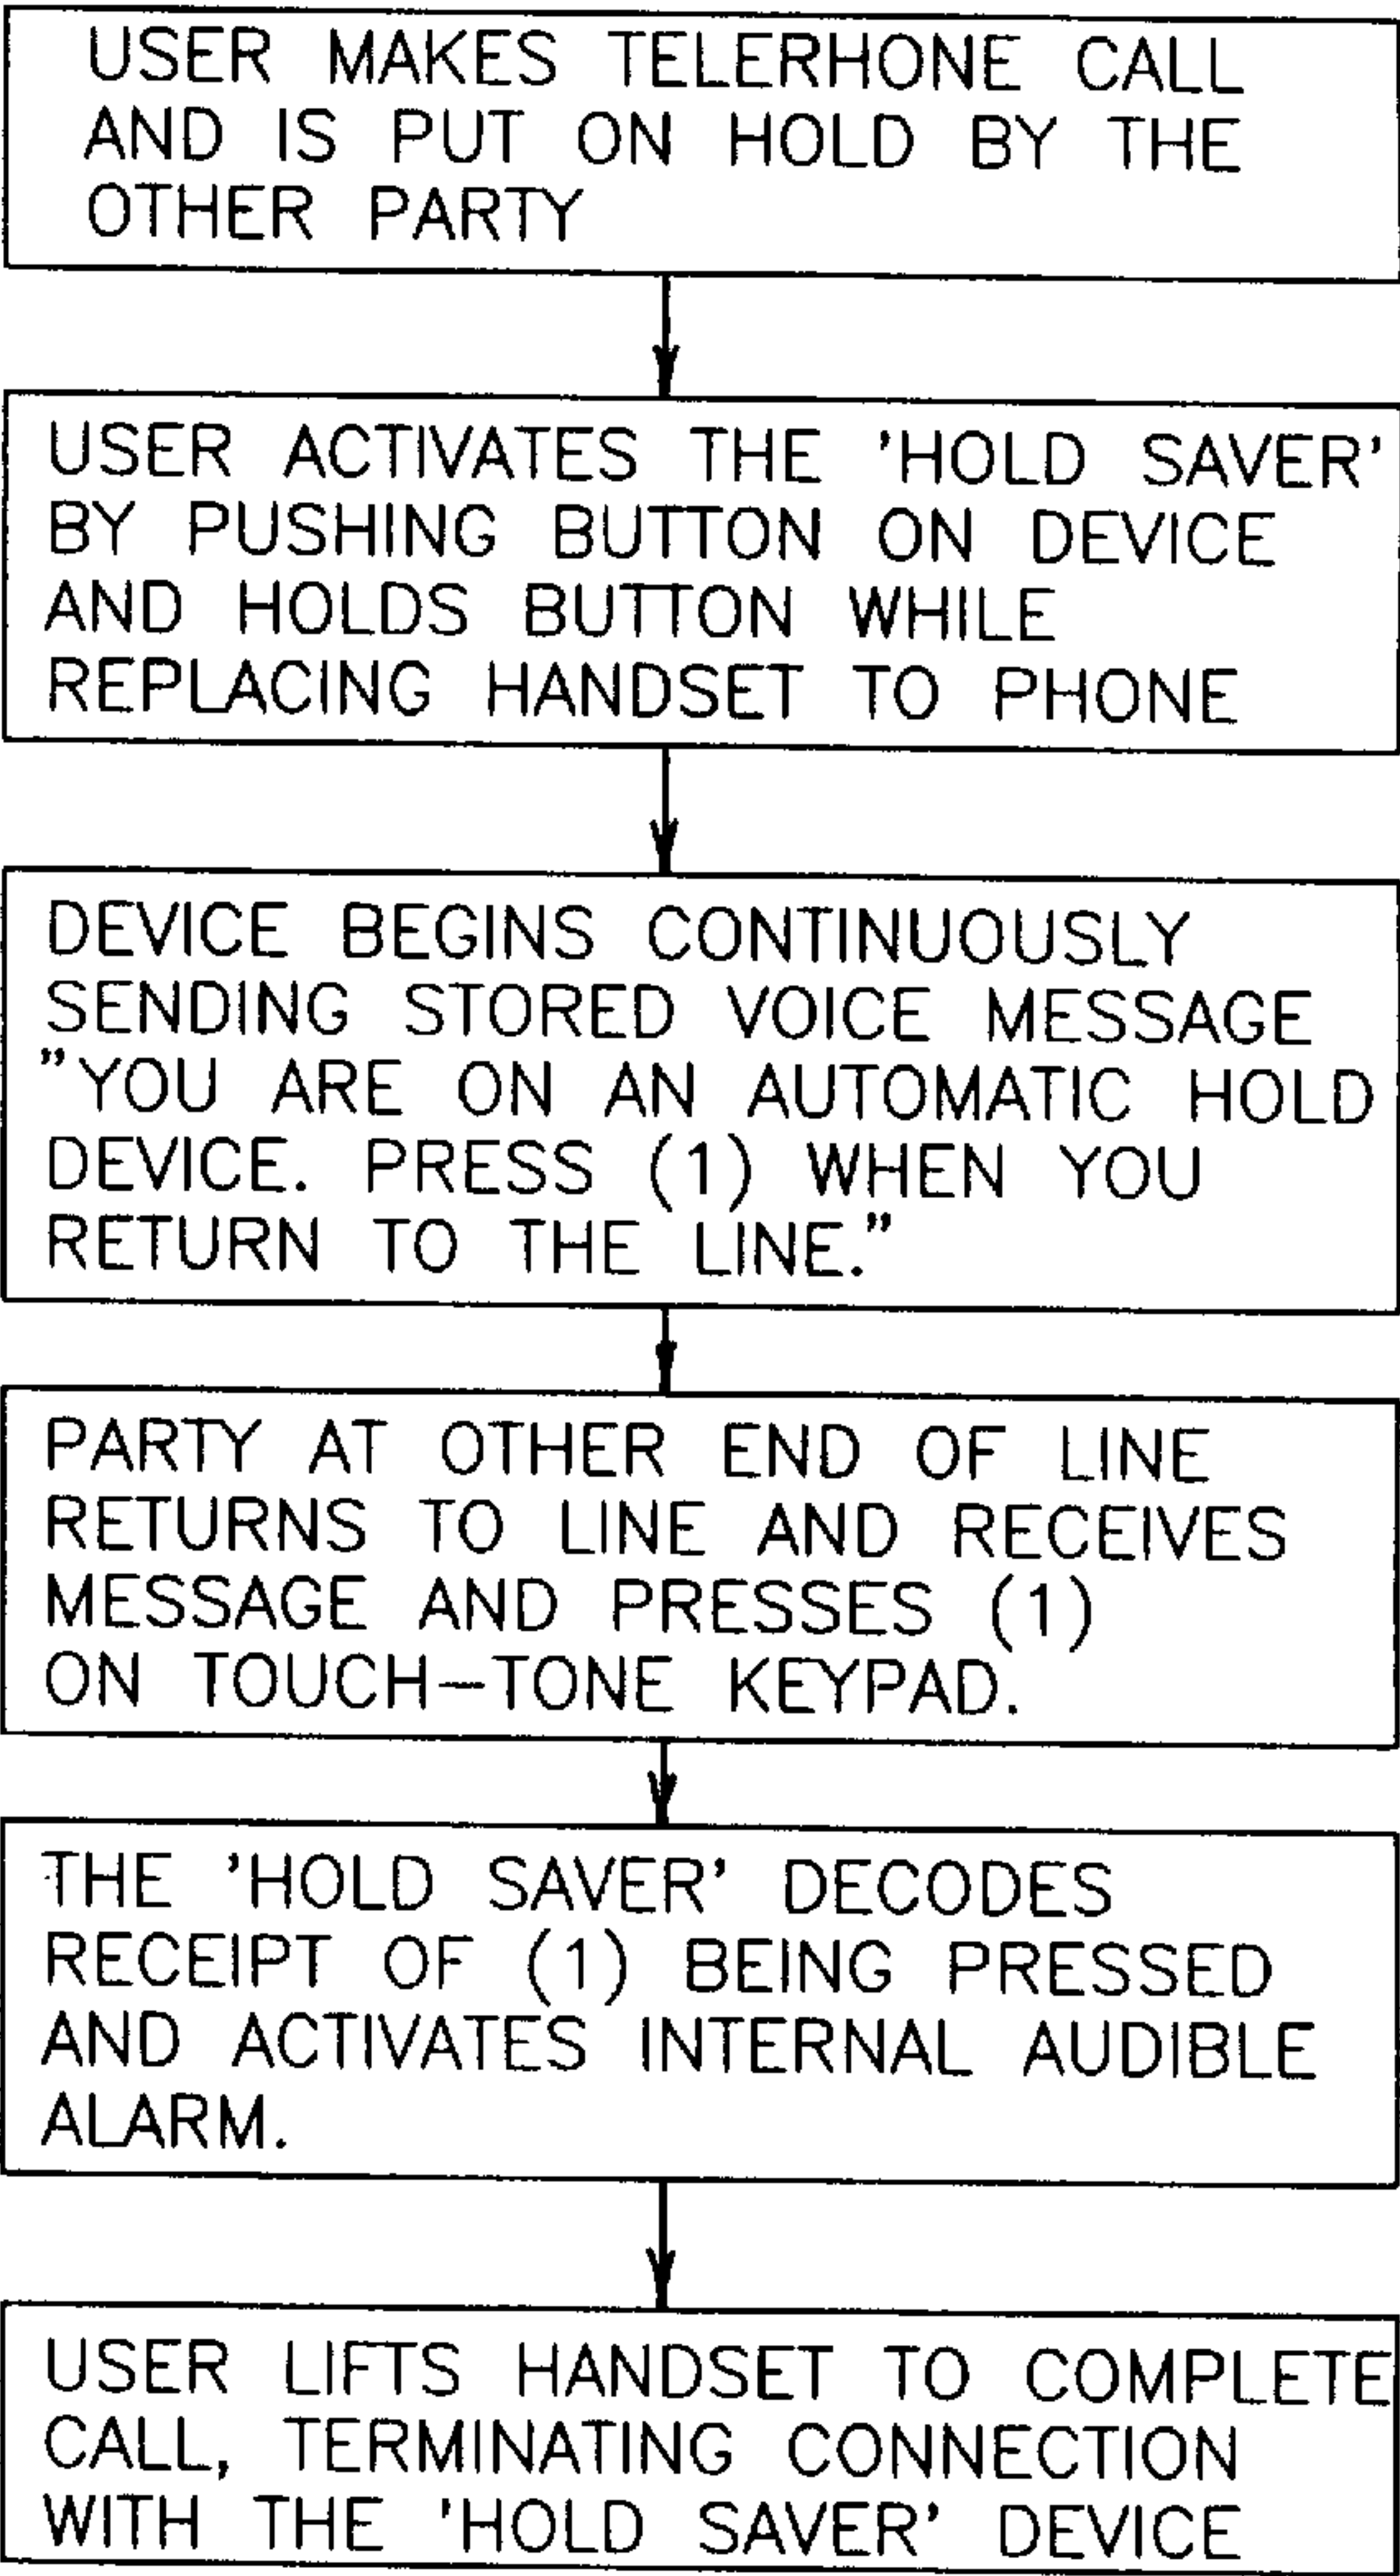 USER MAKES TELERHONE CALL
AND IS PUT ON HOLD BY THE
OTHER PARTY
USER ACTIVATES THE 'HOLD SAVER'
BY PUSHING BUTTON ON DEVICE
AND HOLDS BUTTON WHILE
REPLACING HANDSET TO PHONE
DEVICE BEGINS CONTINUOUSLY
SENDING STORED VOICE MESSAGE
"YOU ARE ON AN AUTOMATIC HOLD
DEVICE. PRESS (1) WHEN YOU
RETURN TO THE LINE."
PARTY AT OTHER END OF LINE
RETURNS TO LINE AND RECEIVES
MESSAGE AND PRESSES (1)
ON TOUCH-TONE KEYPAD.
THE 'HOLD SAVER' DECODES
RECEIPT OF (1) BEING PRESSED
AND ACTIVATES INTERNAL AUDIBLE
ALARM.
USER LIFTS HANDSET TO COMPLETE
CALL, TERMINATING CONNECTION
WITH THE 'HOLD SAVER' DEVICE